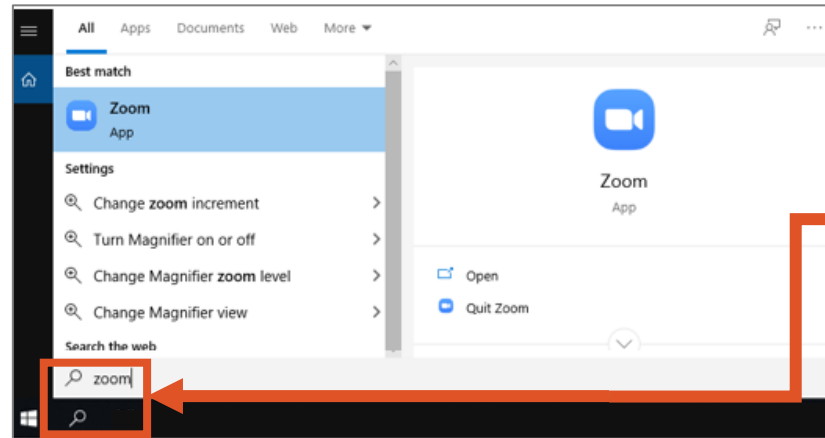 All Apps Documents Web More
Best match
Zoom
App
Settings
Change zoom increment
Turn Magnifier on or off
Change Magnifier zoom level
Change Magnifier view
Search the web
zoom
Zoom
App
Open
Quit Zoom